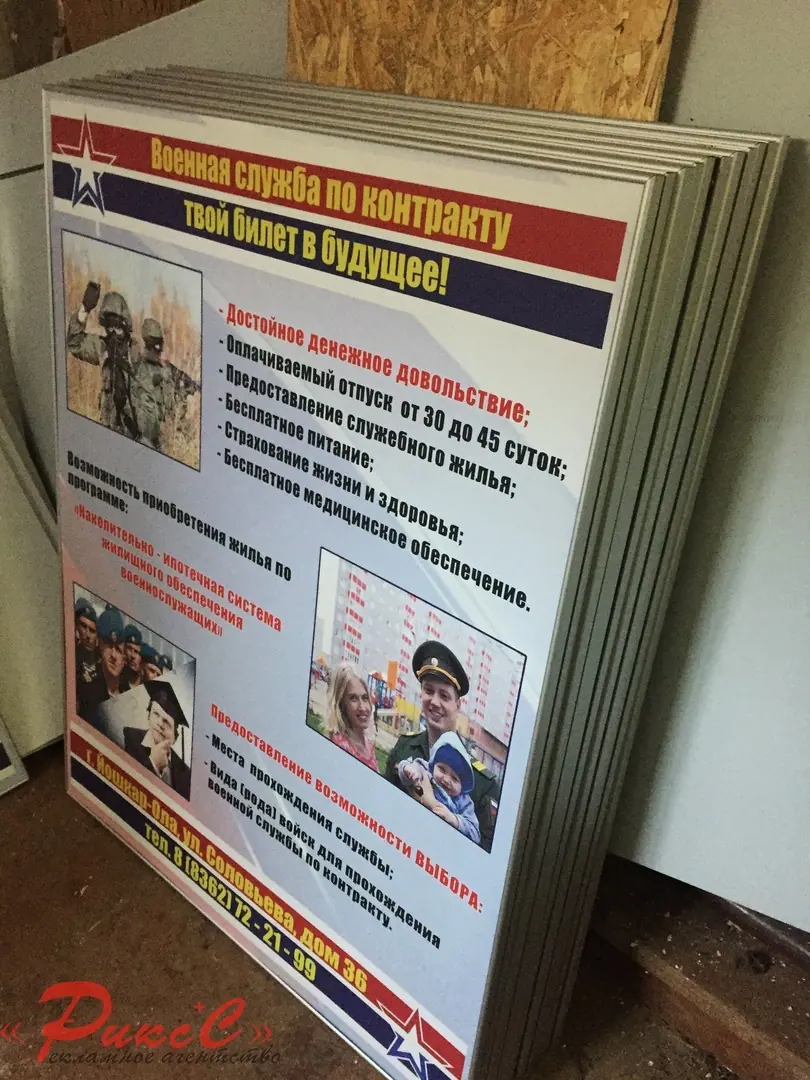 Военная служба по контракту
твой билет в будущее!
- Достойное денежное довольствие;
- Оплачиваемый отпуск от 30 до 45 суток;
- Предоставление служебного жилья;
- Бесплатное питание;
- Страхование жизни и здоровья;
- Бесплатное медицинское обеспечение.
Возможность приобретения жилья по
программе:
«Накопительно - ипотечная система
жилищного обеспечения
военнослужащих»
Предоставление возможности ВЫБОРА:
- Места прохождения службы;
- Вида (рода) войск для прохождения
военной службы по контракту.
г. Йошкар-Ола, ул. Соловьева, дом 36
тел. 8 (8362) 72 - 21 - 99
«Рикс+С»
Рекламное агентство